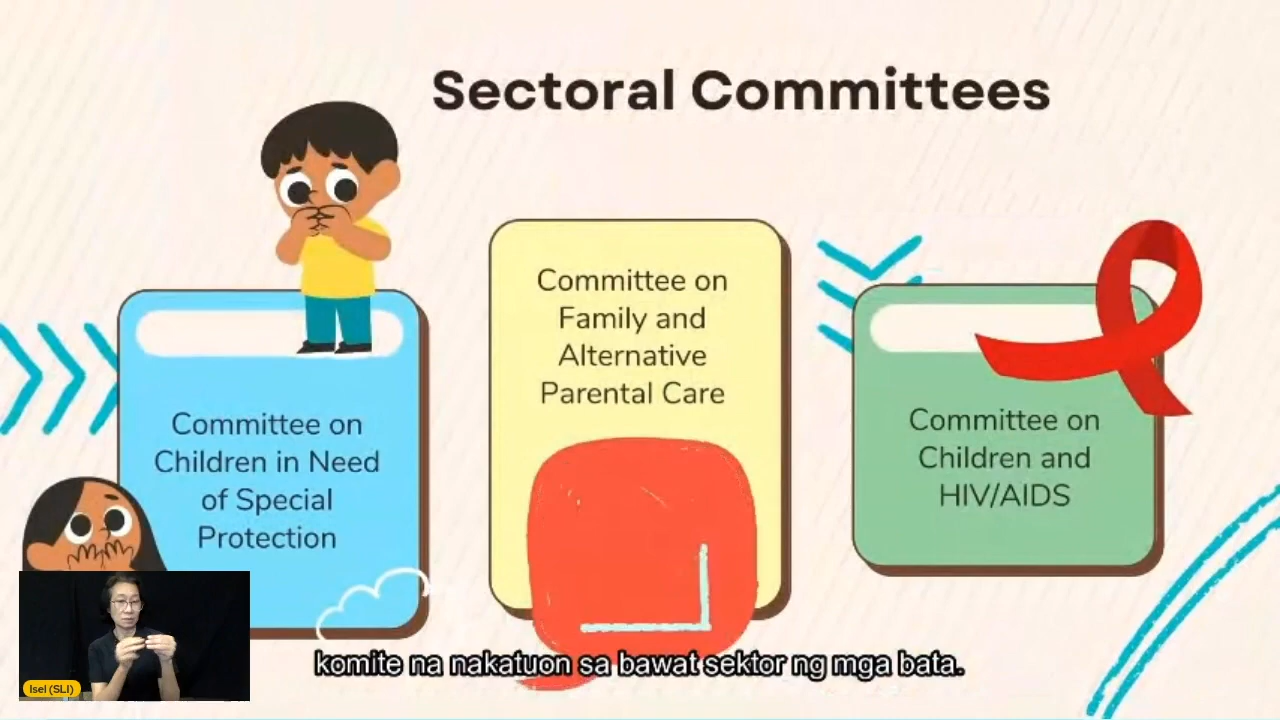 Sectoral Committees
Committee on
Children in Need
of Special
Protection
Committee on
Family and
Alternative
Parental Care
Committee on
Children and
HIV/AIDS
Isel (SLI)
komite na nakatuon sa bawat sektor ng mga bata.